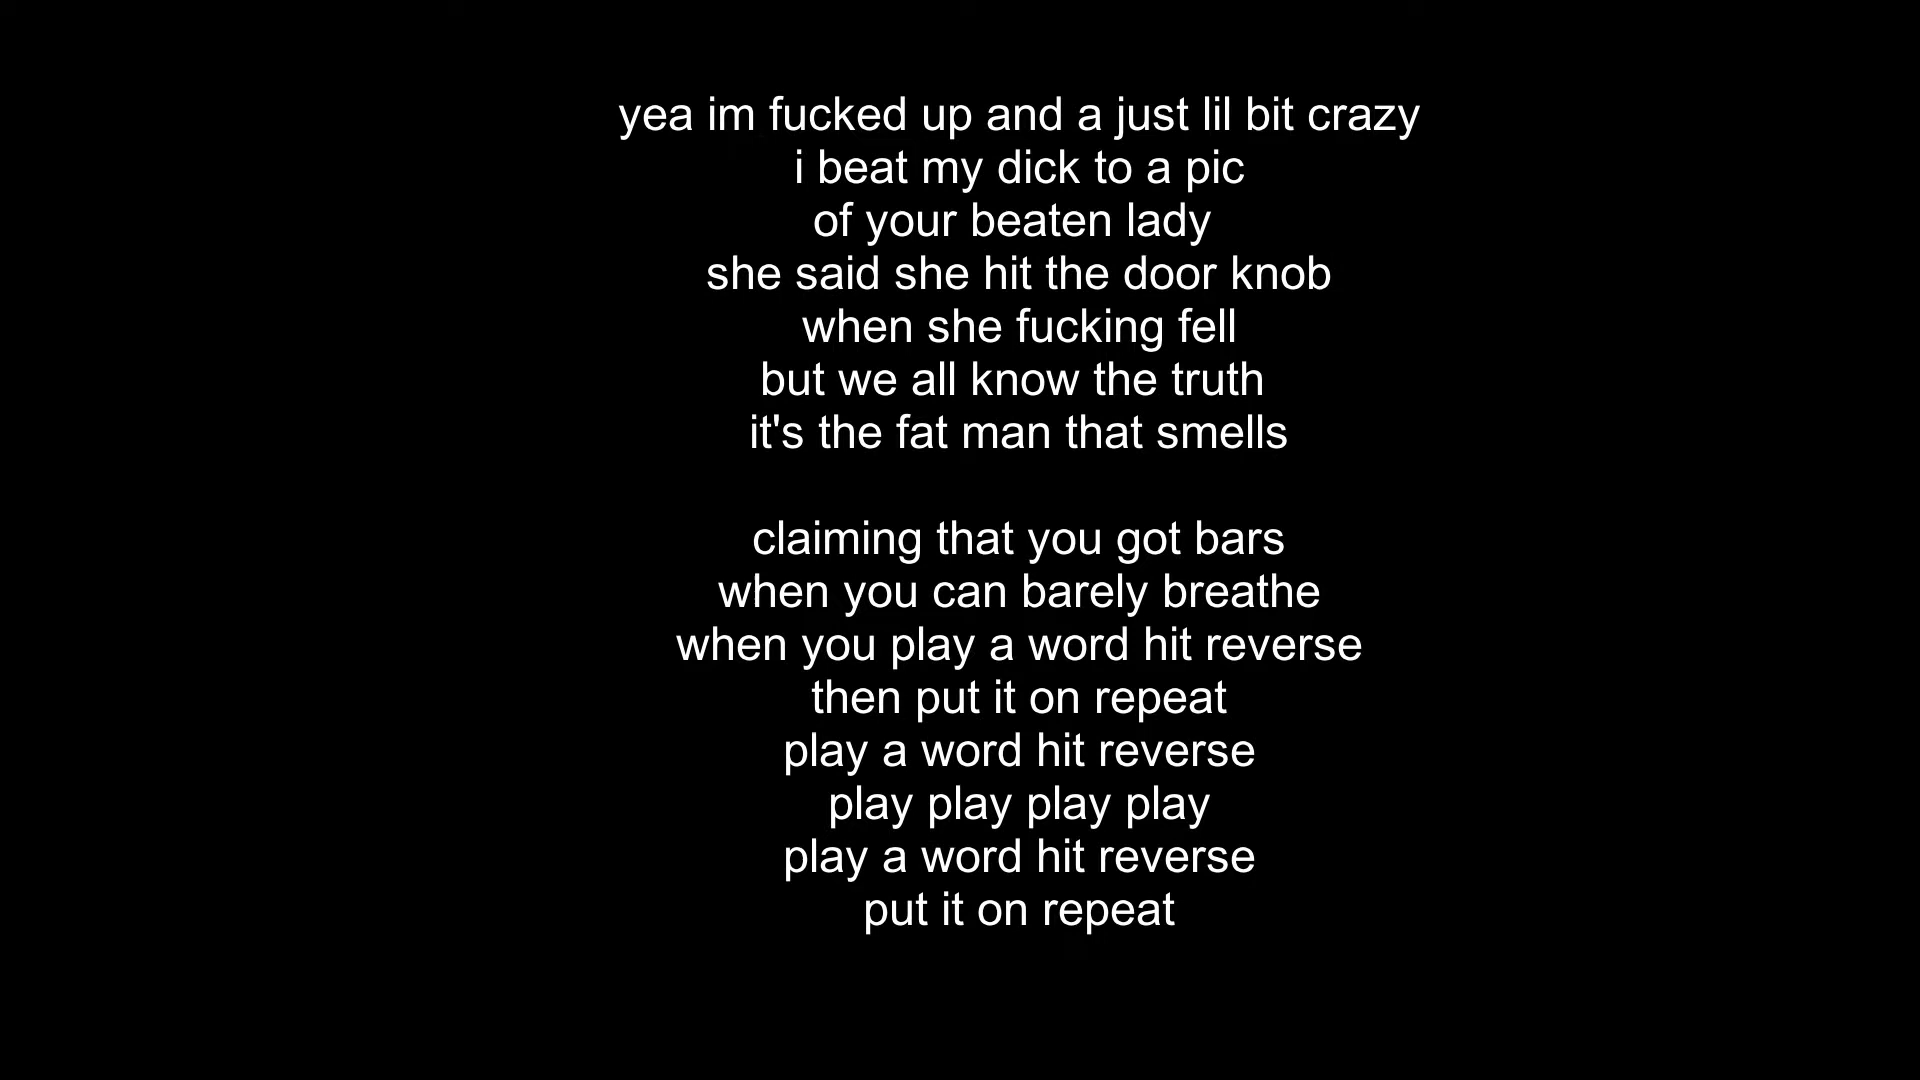 yea im fucked up and a just lil bit crazy
i beat my dick to a pic
of your beaten lady
she said she hit the door knob
when she fucking fell
but we all know the truth
it's the fat man that smells

claiming that you got bars
when you can barely breathe
when you play a word hit reverse
then put it on repeat
play a word hit reverse
play play play play
play a word hit reverse
put it on repeat